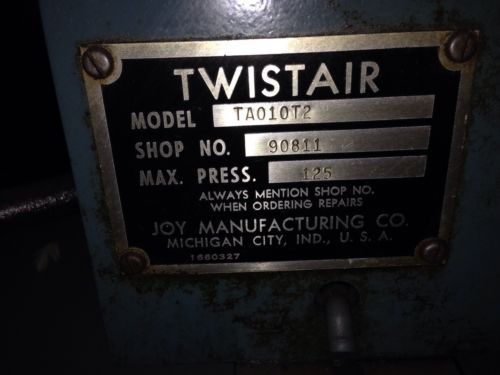 TWISTAIR
MODEL TA010T2
SHOP NO. 90811
MAX. PRESS. 125
ALWAYS MENTION SHOP NO.
WHEN ORDERING REPAIRS
JOY MANUFACTURING CO.
MICHIGAN CITY, IND., U. S. A.
1660327